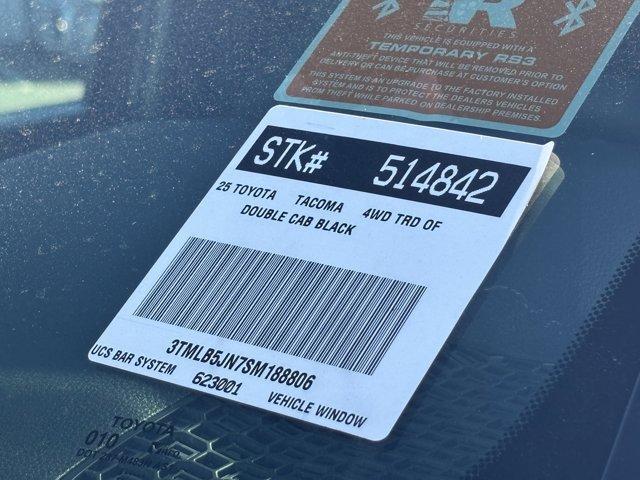 R
SECURITIES
THIS VEHICLE IS EQUIPPED WITH A
TEMPORARY RS3
ANTI-THEFT DEVICE THAT WILL BE REMOVED PRIOR TO
DELIVERY OR CAN BE PURCHASE AT CUSTOMER'S OPTION
THIS SYSTEM IS AN UPGRADE TO THE FACTORY INSTALLED
SYSTEM AND IS TO PROTECT THE DEALERS VEHICLES
FROM THEFT WHILE PARKED ON DEALERSHIP PREMISES.
STK# 514842
25 TOYOTA TACOMA 4WD TRD OF
DOUBLE CAB BLACK
3TMLB5JN7SM188806
UCS BAR SYSTEM 623001 VEHICLE WINDOW
TOYOTA
010
DOT